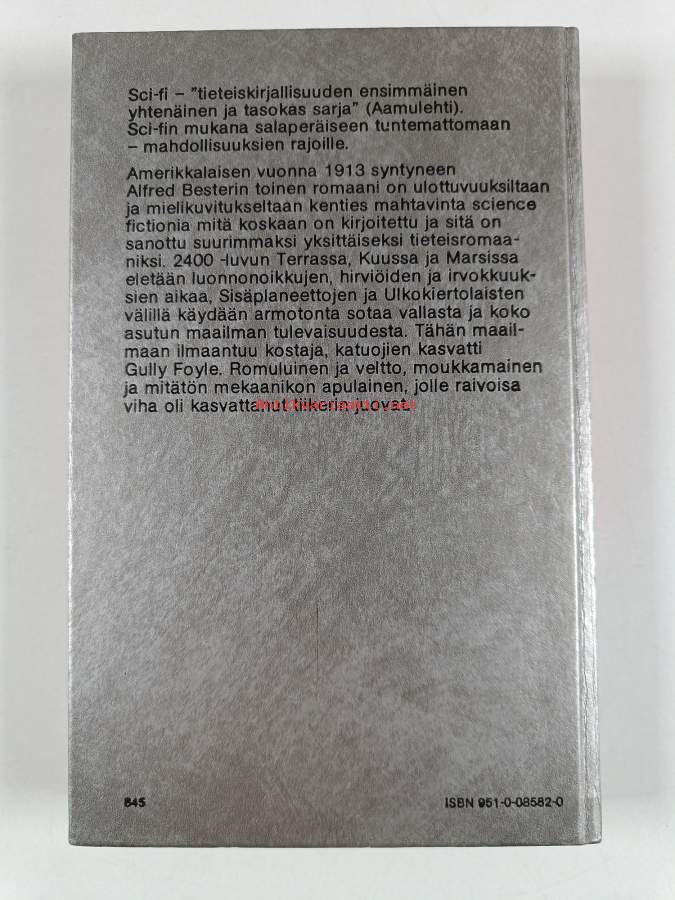 Sci-fi – "tieteiskirjallisuuden ensimmäinen
yhtenäinen ja tasokas sarja" (Aamulehti).
Sci-fin mukana salaperäiseen tuntemattomaan
– mahdollisuuksien rajoille.
Amerikkalaisen vuonna 1913 syntyneen
Alfred Besterin toinen romaani on ulottuvuuksiltaan
ja mielikuvitukseltaan kenties mahtavinta science
fictionia mitä koskaan on kirjoitettu ja sitä on
sanottu suurimmaksi yksittäiseksi tieteisromaa-
niksi. 2400 -luvun Terrassa, Kuussa ja Marsissa
eletään luonnonoikkujen, hirviöiden ja irvokkuuk-
sien aikaa, Sisäplaneettojen ja Ulkokiertolaisten
välillä käydään armotonta sotaa vallasta ja koko
asutun maailman tulevaisuudesta. Tähän maail-
maan ilmaantuu kostaja, katuojien kasvatti
Gully Foyle. Romuluinen ja veltto, moukkamainen
ja mitätön mekaanikon apulainen, jolle raivoisa
viha oli kasvattanut tiikerinjuovat.
845
ISBN 951-0-08582-0